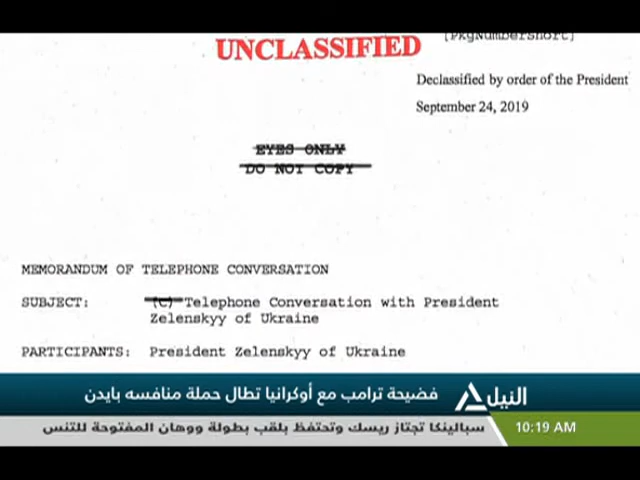 [PkgNumberShort]
UNCLASSIFIED
Declassified by order of the President
September 24, 2019
EYES ONLY
DO NOT COPY
MEMORANDUM OF TELEPHONE CONVERSATION
SUBJECT: (C) Telephone Conversation with President
Zelenskyy of Ukraine
PARTICIPANTS: President Zelenskyy of Ukraine
فضيحة ترامب مع أوكرانيا تطال حملة منافسه بايدن
النيل
سبالينكا تجتاز ريسك وتحتفظ بلقب بطولة ووهان المفتوحة للتنس
10:19 AM